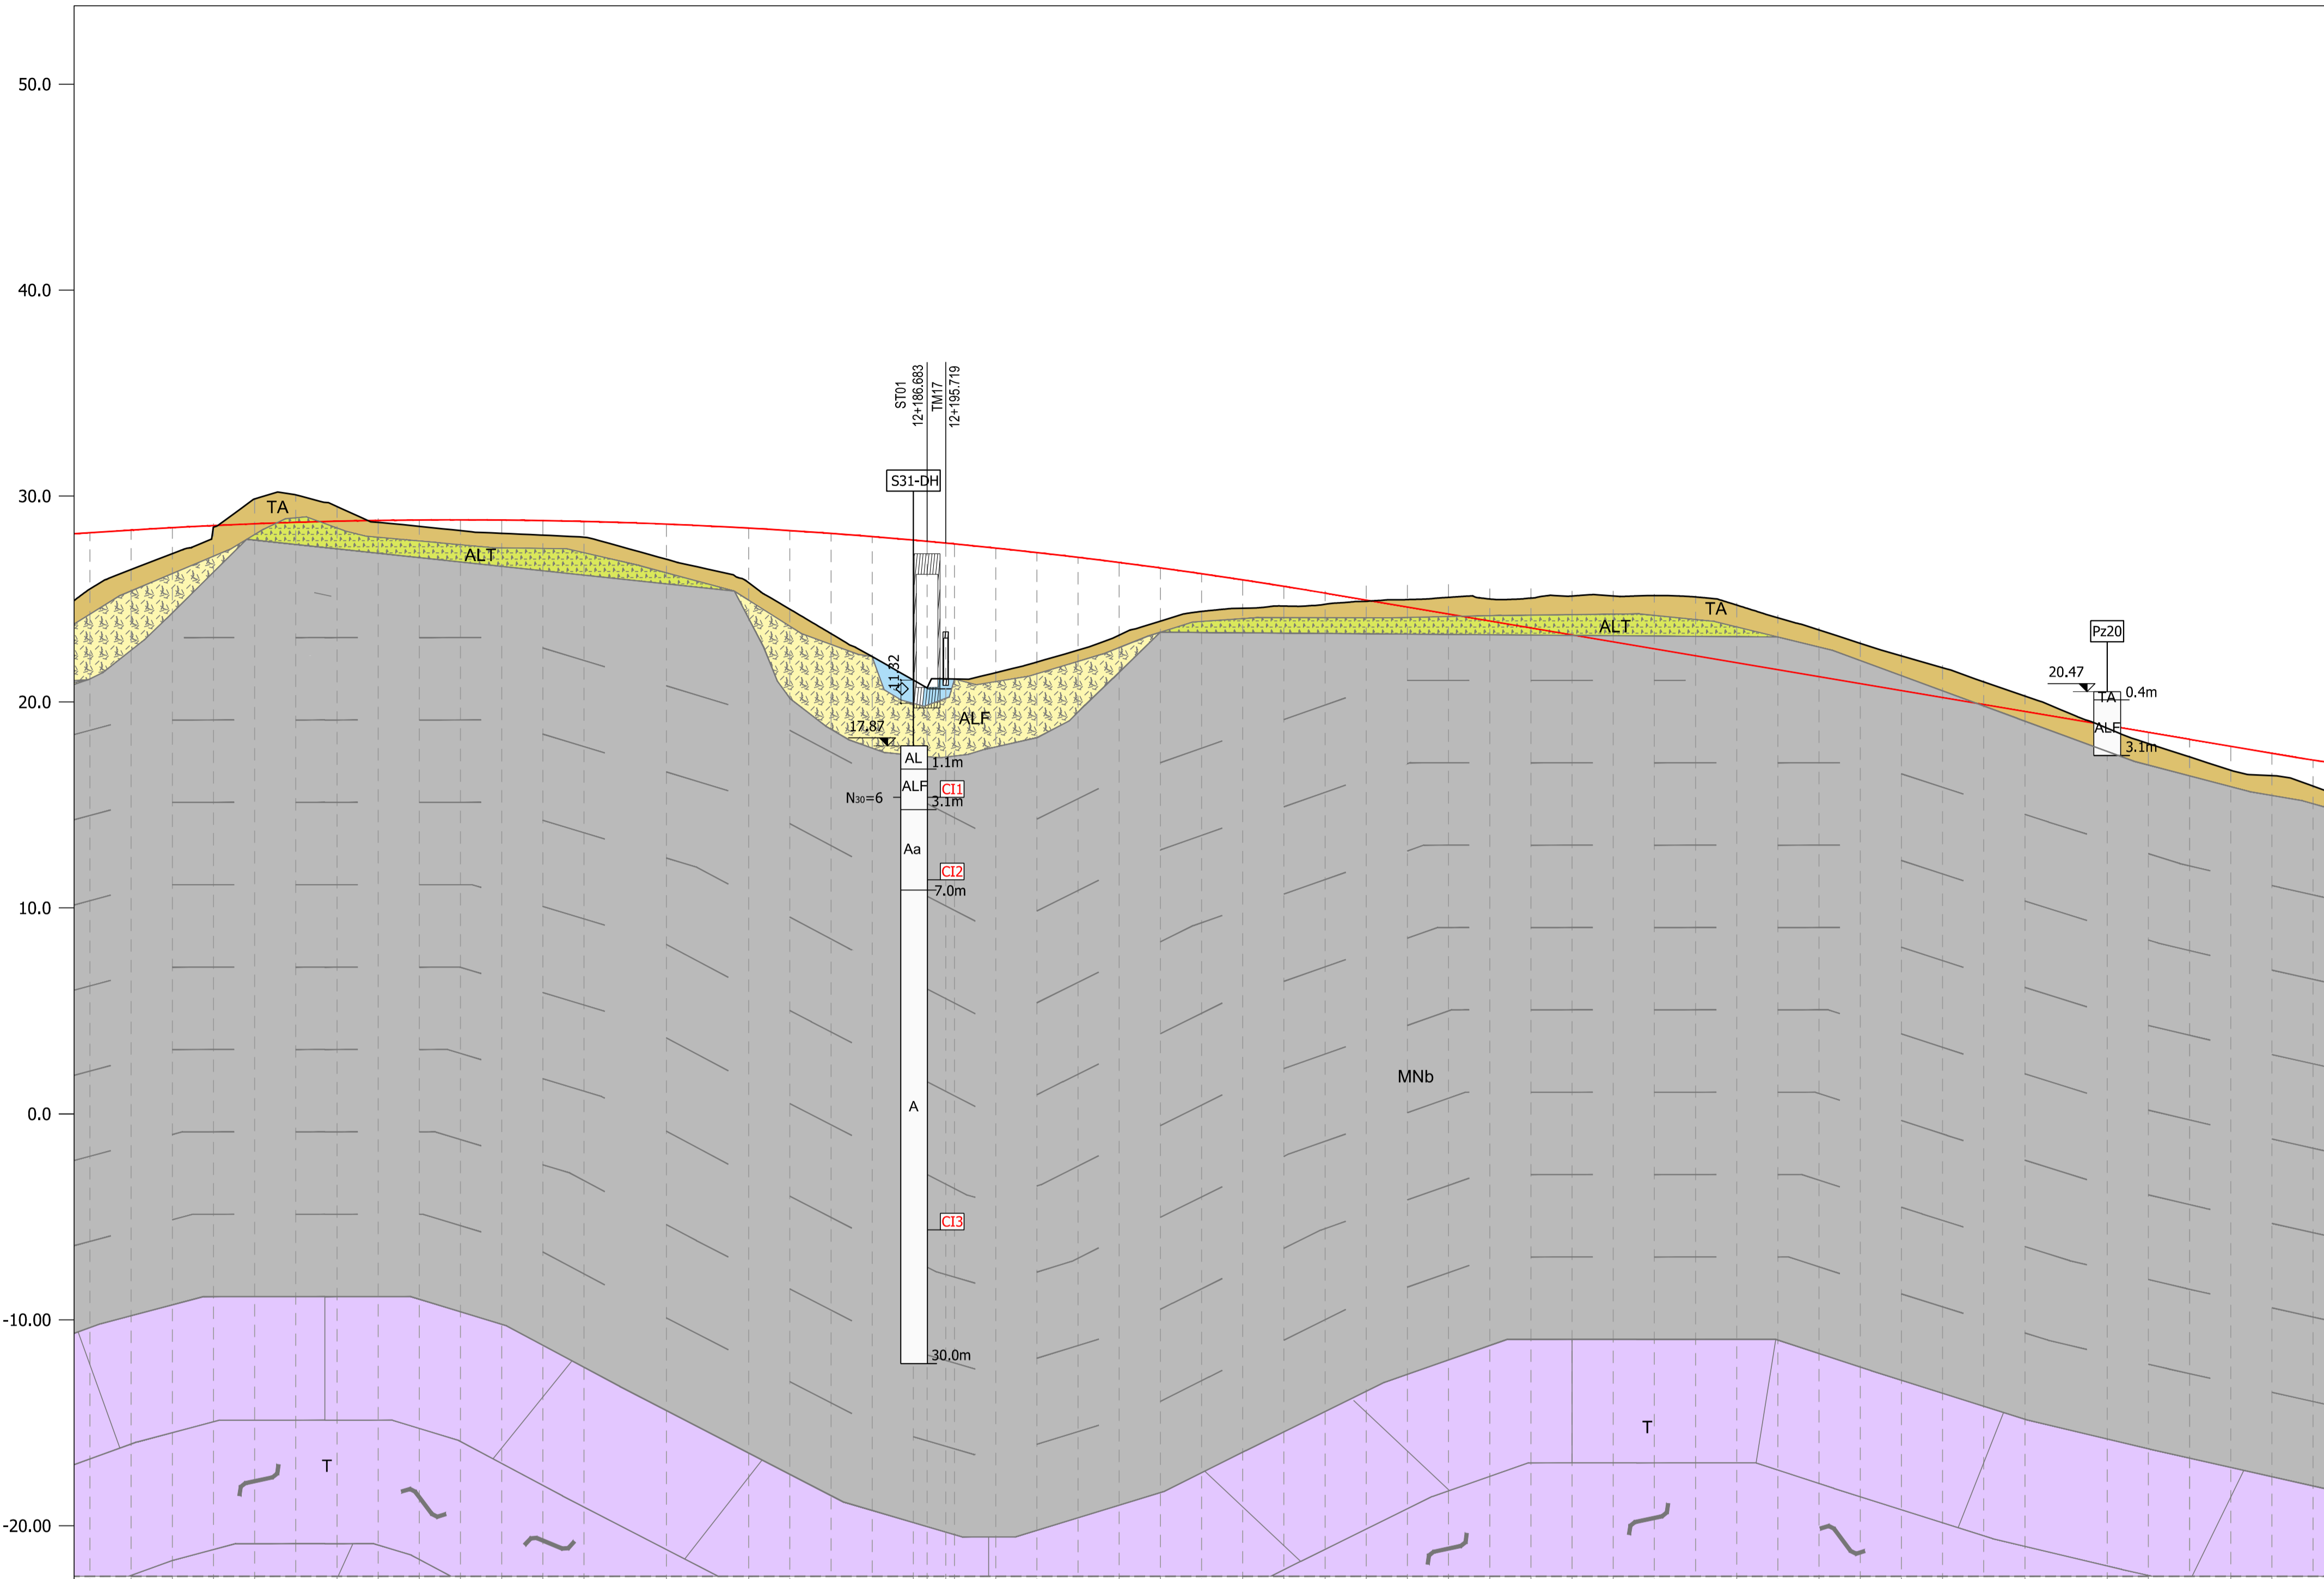 50.0
40.0
30.0
20.0
10.0
0.0
-10.00
-20.00
ST01
12+186.683
TM17
12+195.719
S31-DH
TA
ALT
TA
ALT
Pz20
20.47
TA
0.4m
ALF
3.1m
ALF
17.87
AL
1.1m
ALF
CI1
N30=6
3.1m
Aa
CI2
7.0m
MNb
A
CI3
30.0m
T
T